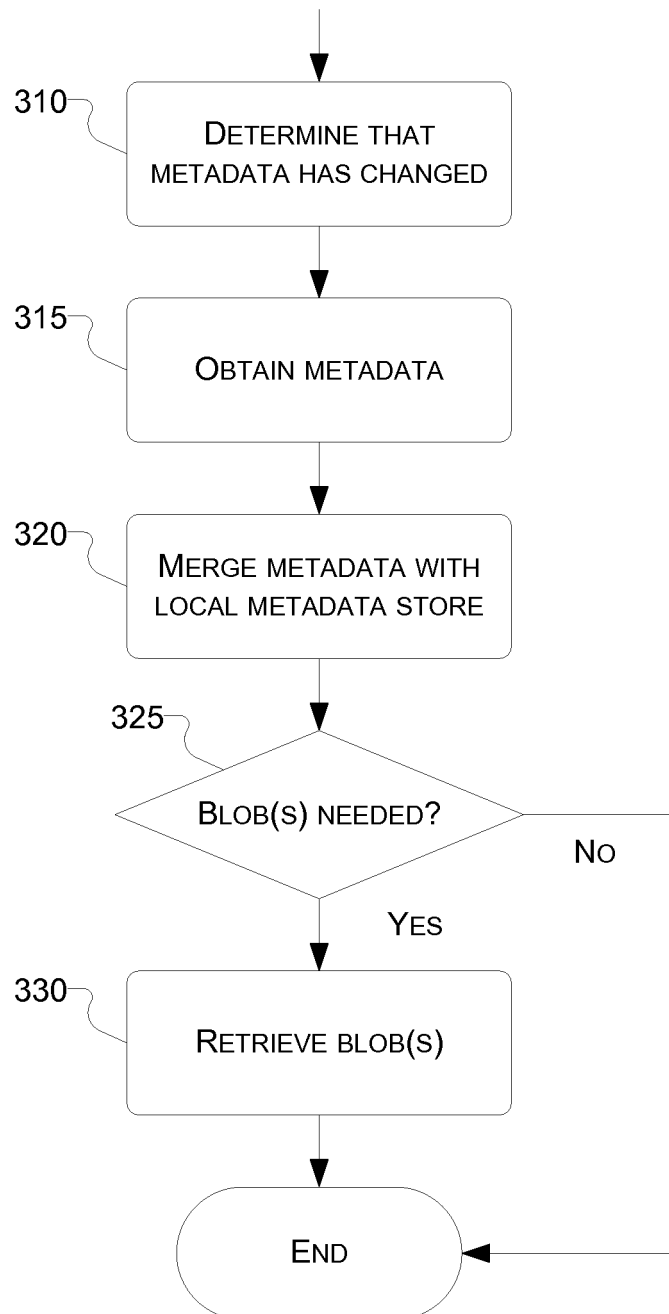 310
DETERMINE THAT
METADATA HAS CHANGED
315
OBTAIN METADATA
320
MERGE METADATA WITH
LOCAL METADATA STORE
325
BLOB(S) NEEDED?
NO
YES
330
RETRIEVE BLOB(S)
END